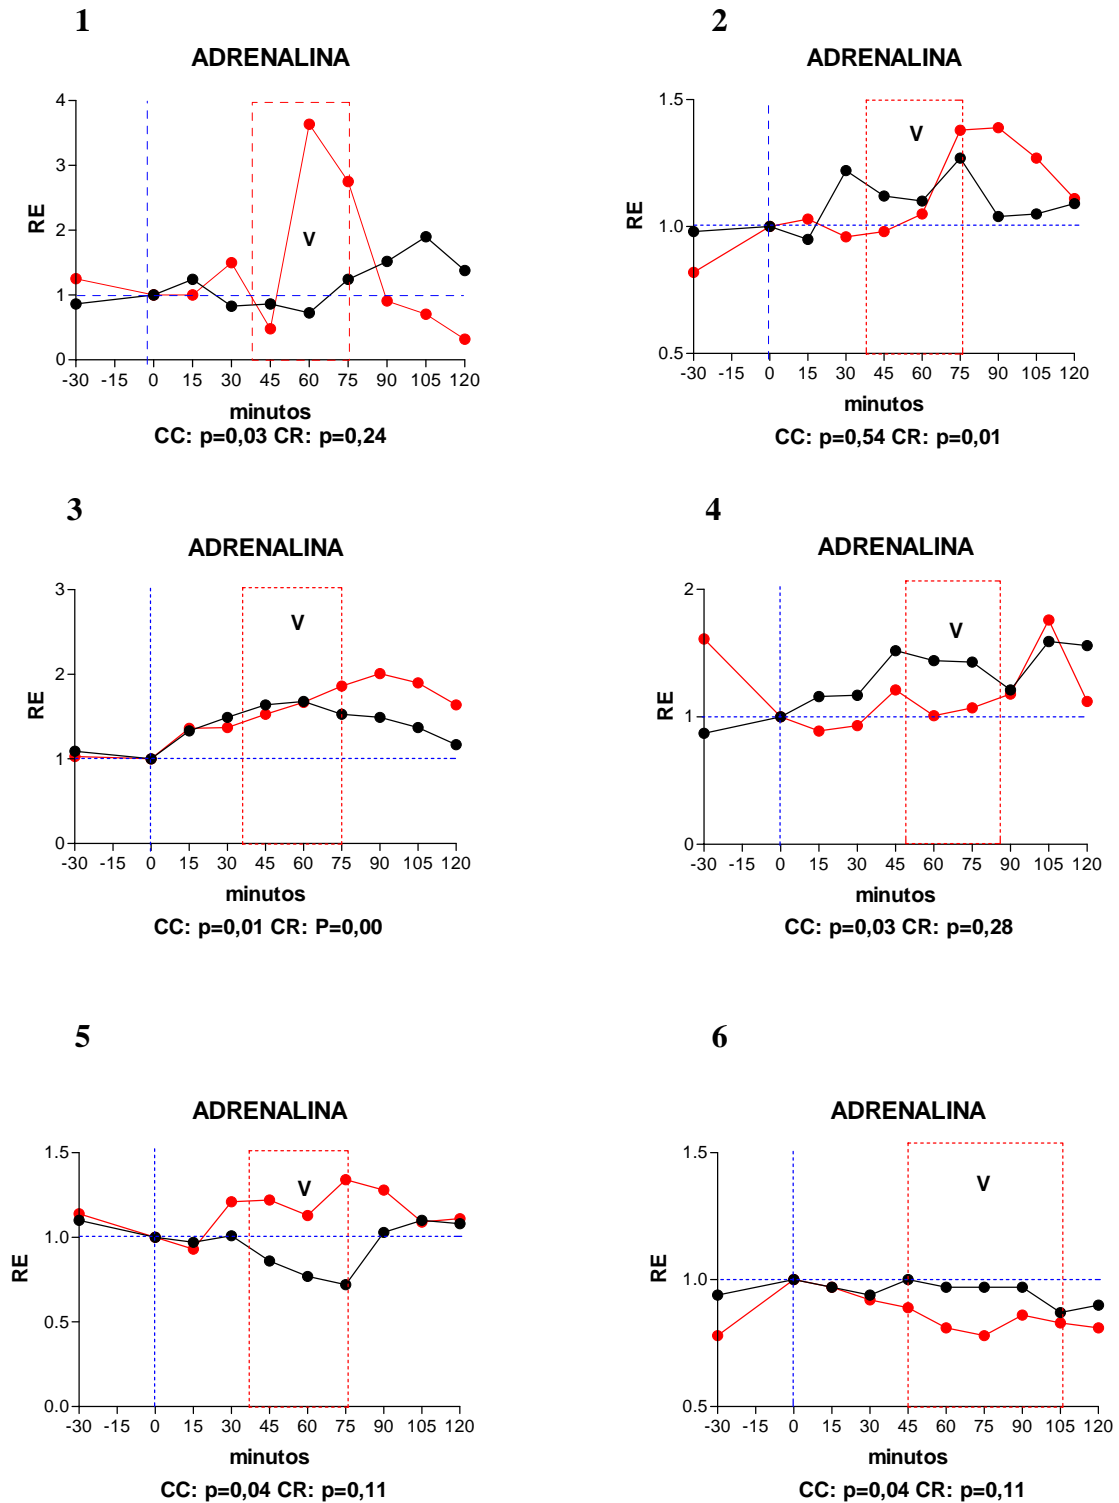 1
ADRENALINA
4
3
2
1
0
RE
V
-30 -15 0 15 30 45 60 75 90 105 120
minutos
CC: p=0,03 CR: p=0,24
2
ADRENALINA
1.5
1.0
0.5
RE
V
-30 -15 0 15 30 45 60 75 90 105 120
minutos
CC: p=0,54 CR: p=0,01
3
ADRENALINA
3
2
1
0
RE
V
-30 -15 0 15 30 45 60 75 90 105 120
minutos
CC: p=0,01 CR: P=0,00
4
ADRENALINA
2
1
0
RE
V
-30 -15 0 15 30 45 60 75 90 105 120
minutos
CC: p=0,03 CR: p=0,28
5
ADRENALINA
1.5
1.0
0.5
0.0
RE
V
-30 -15 0 15 30 45 60 75 90 105 120
minutos
CC: p=0,04 CR: p=0,11
6
ADRENALINA
1.5
1.0
0.5
RE
V
-30 -15 0 15 30 45 60 75 90 105 120
minutos
CC: p=0,04 CR: p=0,11